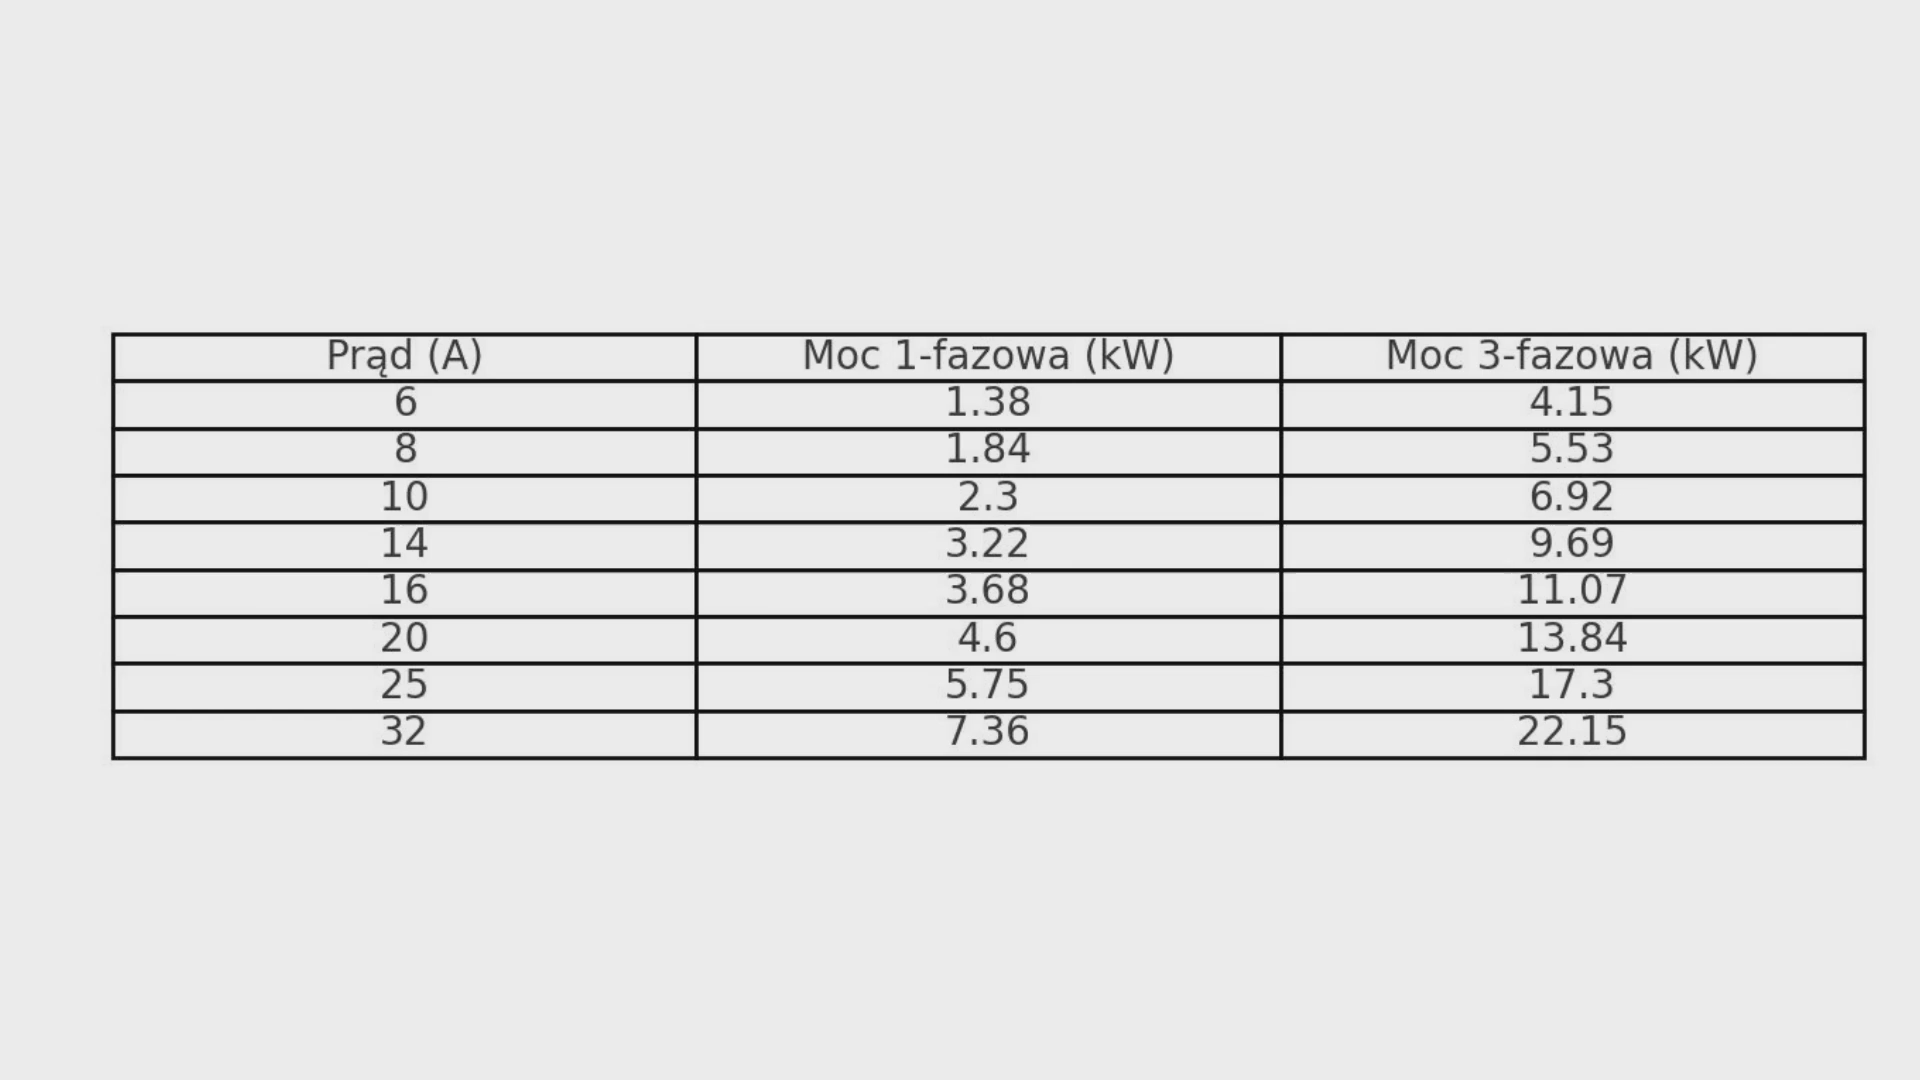 Prąd (A) Moc 1-fazowa (kW) Moc 3-fazowa (kW)
6 1.38 4.15
8 1.84 5.53
10 2.3 6.92
14 3.22 9.69
16 3.68 11.07
20 4.6 13.84
25 5.75 17.3
32 7.36 22.15